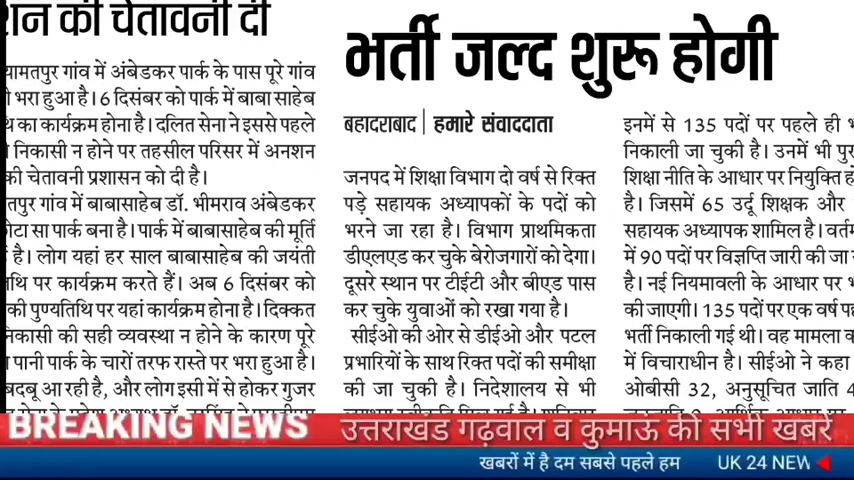 शन की चेतावनी दी
यामतपुर गांव में अंबेडकर पार्क के पास पूरे गांव
भरा हुआ है। 6 दिसंबर को पार्क में बाबा साहेब
का कार्यक्रम होना है। दलित सेना ने इससे पहले
निकासी न होने पर तहसील परिसर में अनशन
की चेतावनी प्रशासन को दी है।
तपुर गांव में बाबासाहेब डॉ. भीमराव अंबेडकर
ोटा सा पार्क बना है। पार्क में बाबासाहेब की मूर्ति
है। लोग यहां हर साल बाबासाहेब की जयंती
तथि पर कार्यक्रम करते हैं। अब 6 दिसंबर को
की पुण्यतिथि पर यहां कार्यक्रम होना है। दिक्कत
निकासी की सही व्यवस्था न होने के कारण पूरे
पानी पार्क के चारों तरफ रास्ते पर भरा हुआ है।
बदबू आ रही है, और लोग इसी में से होकर गुजर
भर्ती जल्द शुरू होगी
बहादराबाद | हमारे संवाददाता
जनपद में शिक्षा विभाग दो वर्ष से रिक्त
पड़े सहायक अध्यापकों के पदों को
भरने जा रहा है। विभाग प्राथमिकता
डीएलएड कर चुके बेरोजगारों को देगा।
दूसरे स्थान पर टीईटी और बीएड पास
कर चुके युवाओं को रखा गया है।
सीईओ की ओर से डीईओ और पटल
प्रभारियों के साथ रिक्त पदों की समीक्षा
की जा चुकी है। निदेशालय से भी
इनमें से 135 पदों पर पहले ही भ
निकाली जा चुकी है। उनमें भी पुर
शिक्षा नीति के आधार पर नियुक्ति ह
है। जिसमें 65 उर्दू शिक्षक और
सहायक अध्यापक शामिल है। वर्तम
में 90 पदों पर विज्ञप्ति जारी की जा
है। नई नियमावली के आधार पर भ
की जाएगी। 135 पदों पर एक वर्ष पह
भर्ती निकाली गई थी। वह मामला क
में विचाराधीन है। सीईओ ने कहा
ओबीसी 32, अनुसूचित जाति 4
BREAKING NEWS उत्तराखंड गढ़वाल व कुमाऊं की सभी खबरें
खबरों में है दम सबसे पहले हम UK 24 NEW